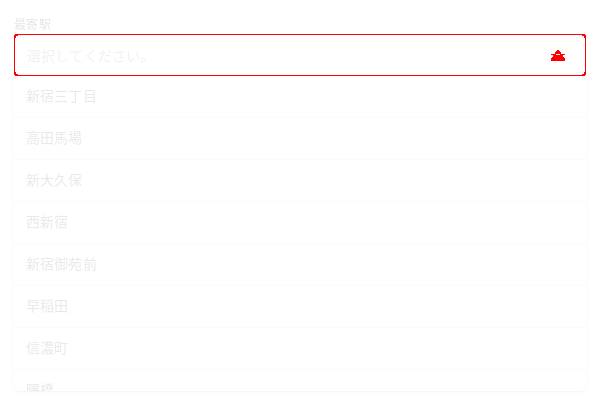 最寄駅
選択してください。
新宿三丁目
高田馬場
新大久保
西新宿
新宿御苑前
早稲田
信濃町